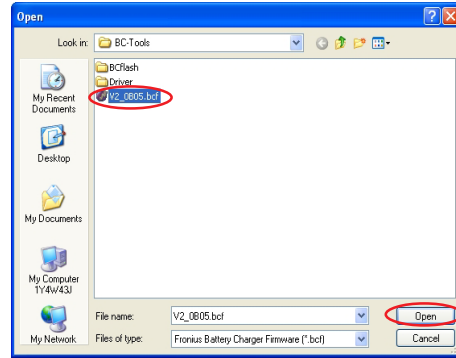 Open
Look in:
BC-Tools
My Recent
Documents
Desktop
My Documents
My Computer
1Y4W43J
My Network
BCflash
Driver
V2_0B05.bcf
File name:
V2_0B05.bcf
Open
Files of type:
Fronius Battery Charger Firmware (*.bcf)
Cancel